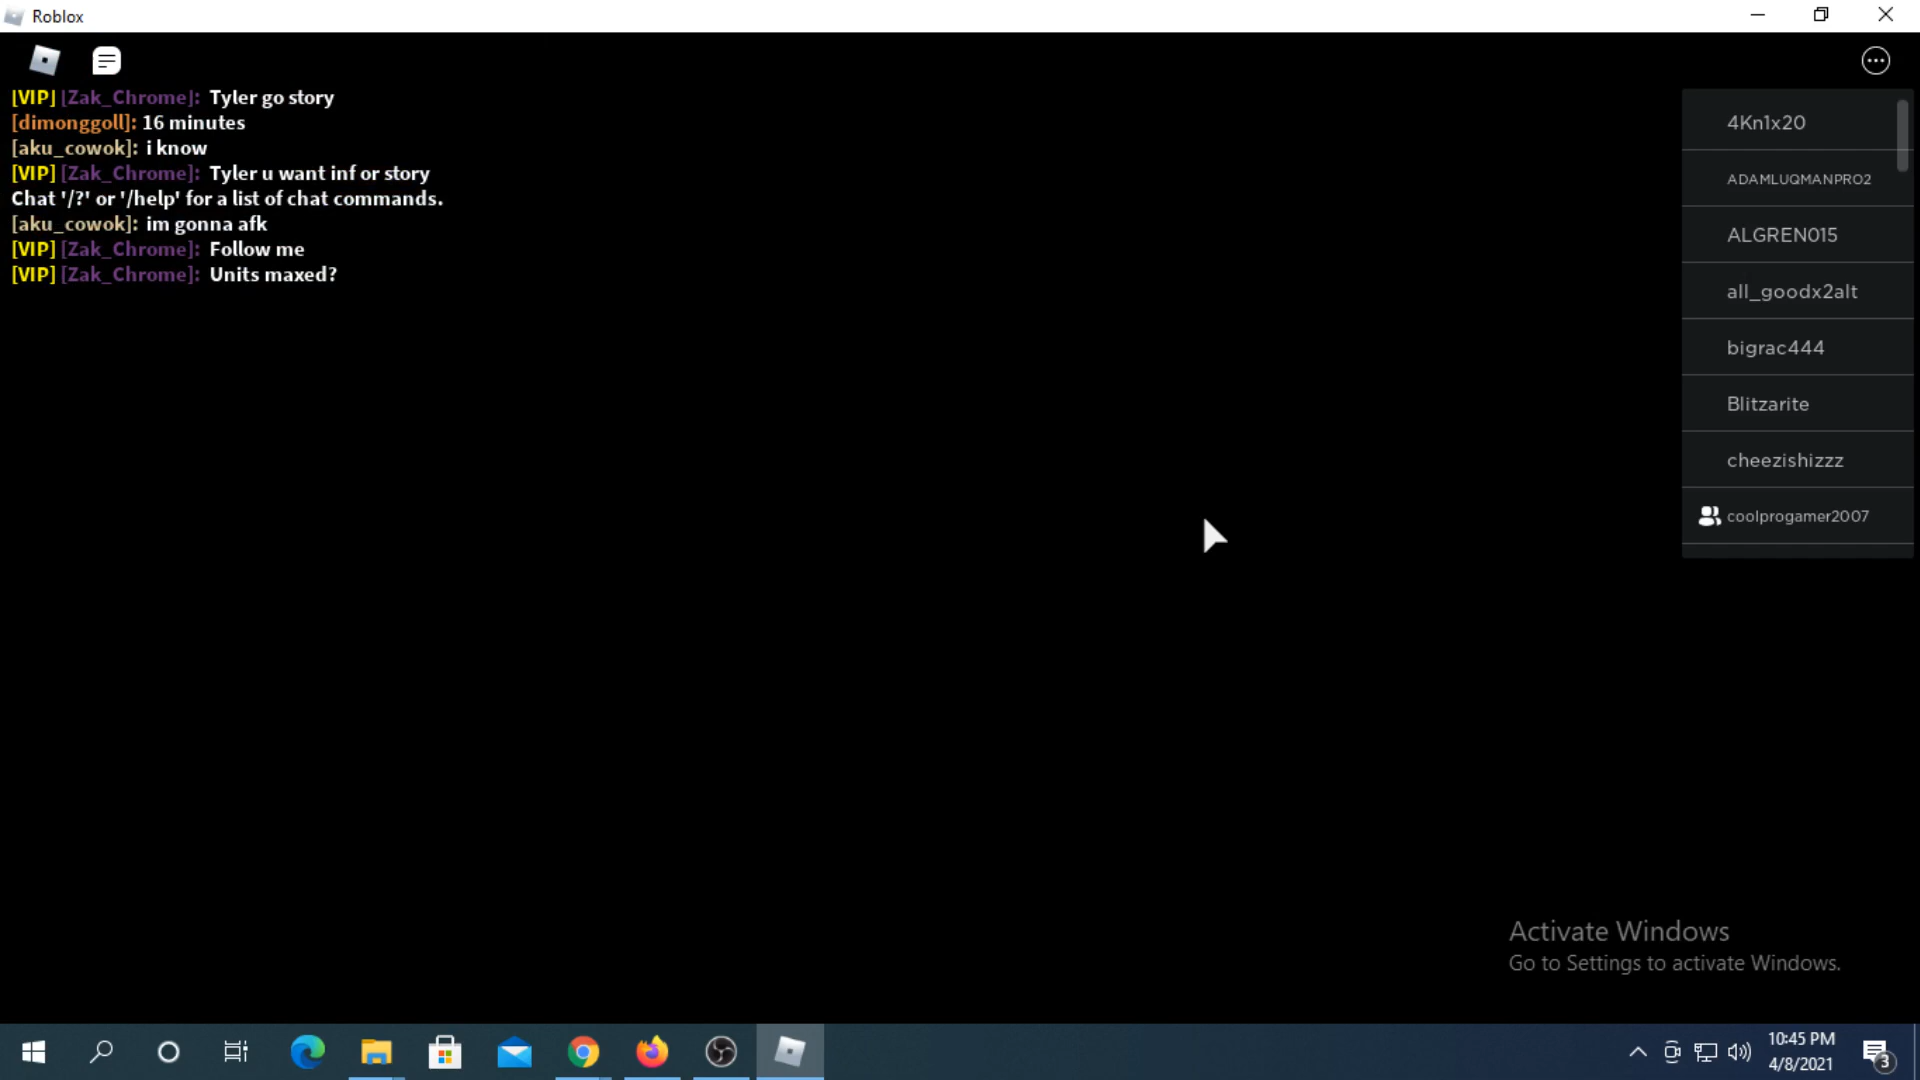 Roblox
[VIP] [Zak_Chrome]: Tyler go story
[dimonggoll]: 16 minutes
[aku_cowok]: i know
[VIP] [Zak_Chrome]: Tyler u want inf or story
Chat '/?' or '/help' for a list of chat commands.
[aku_cowok]: im gonna afk
[VIP] [Zak_Chrome]: Follow me
[VIP] [Zak_Chrome]: Units maxed?
4Kn1x20
ADAMLUQMANPRO2
ALGREN015
all_goodx2alt
bigrac444
Blitzarite
cheezishizzz
coolprogamer2007
Activate Windows
Go to Settings to activate Windows.
10:45 PM
4/8/2021
3